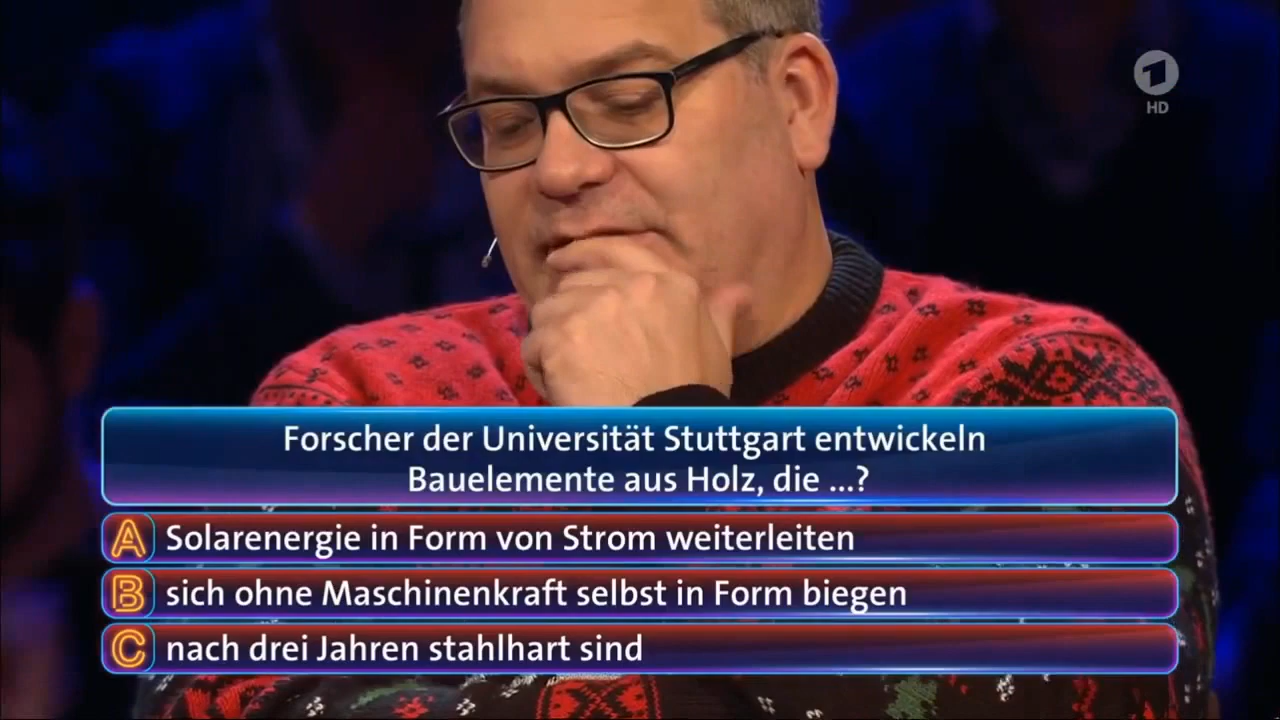 1
HD
Forscher der Universität Stuttgart entwickeln
Bauelemente aus Holz, die ...?
A Solarenergie in Form von Strom weiterleiten
B sich ohne Maschinenkraft selbst in Form biegen
C nach drei Jahren stahlhart sind